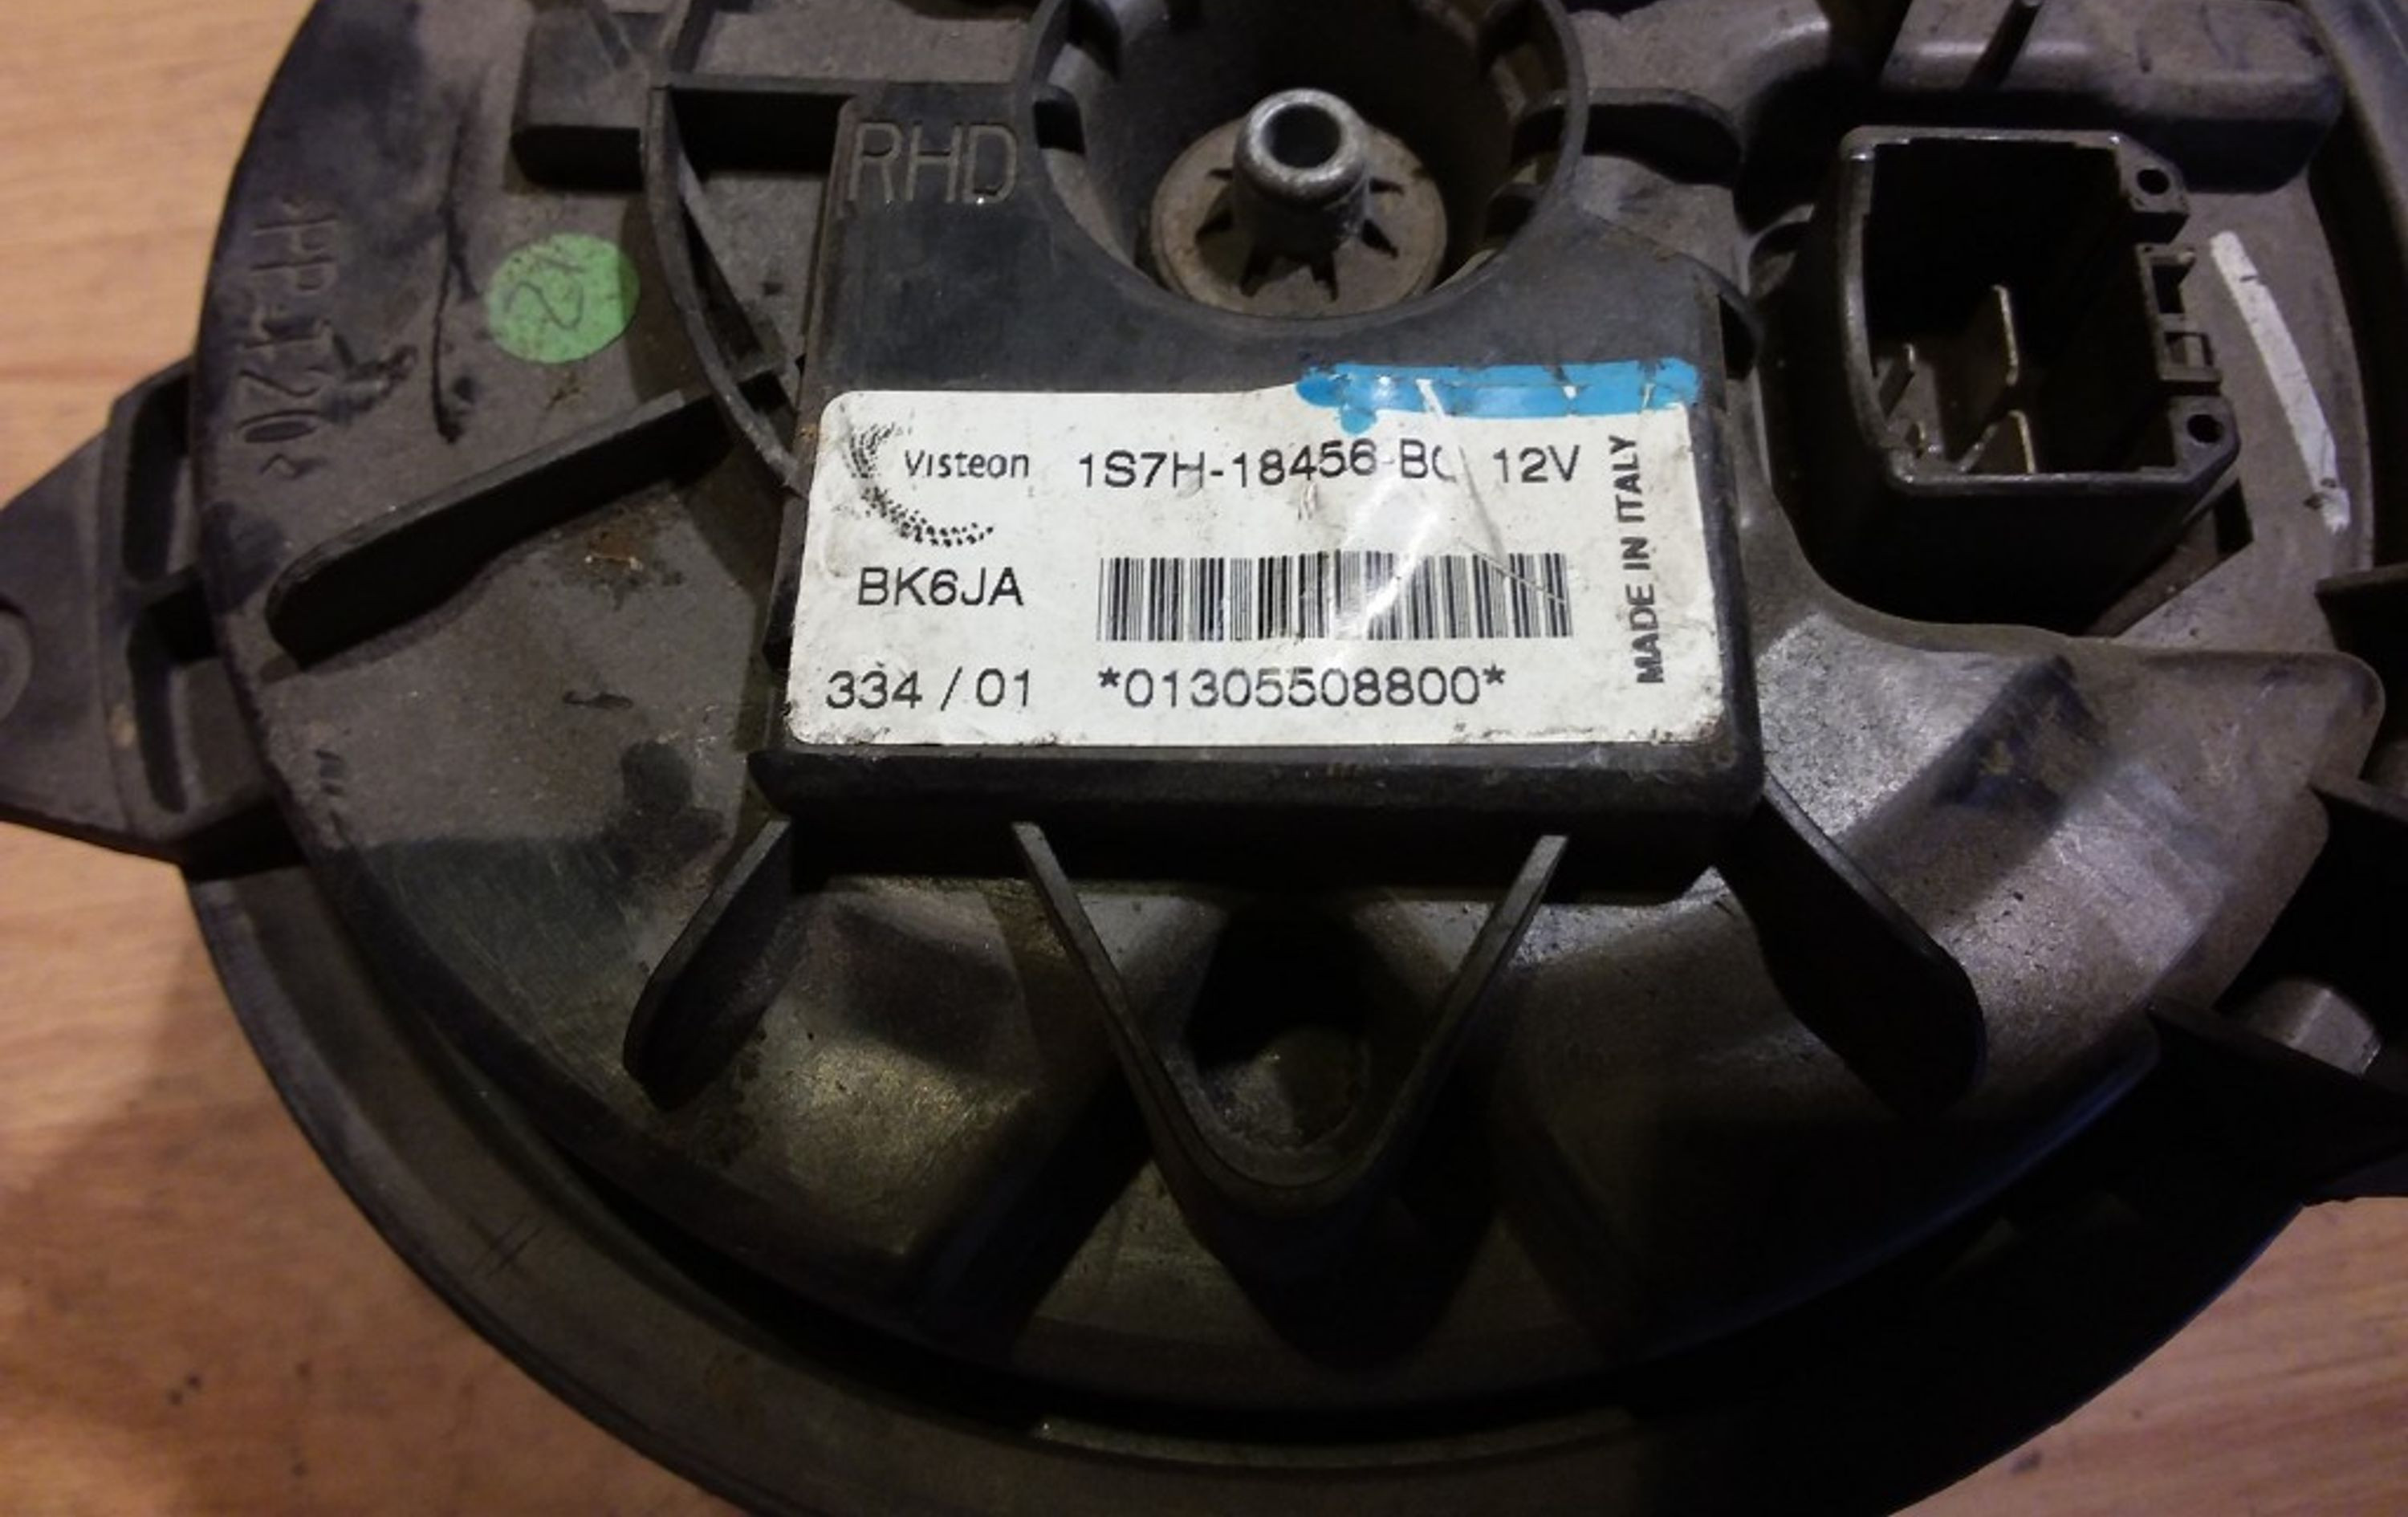 RHD
Visteon 1S7H-18456-BC 12V
MADE IN ITALY
BK6JA
334 / 01 *01305508800*